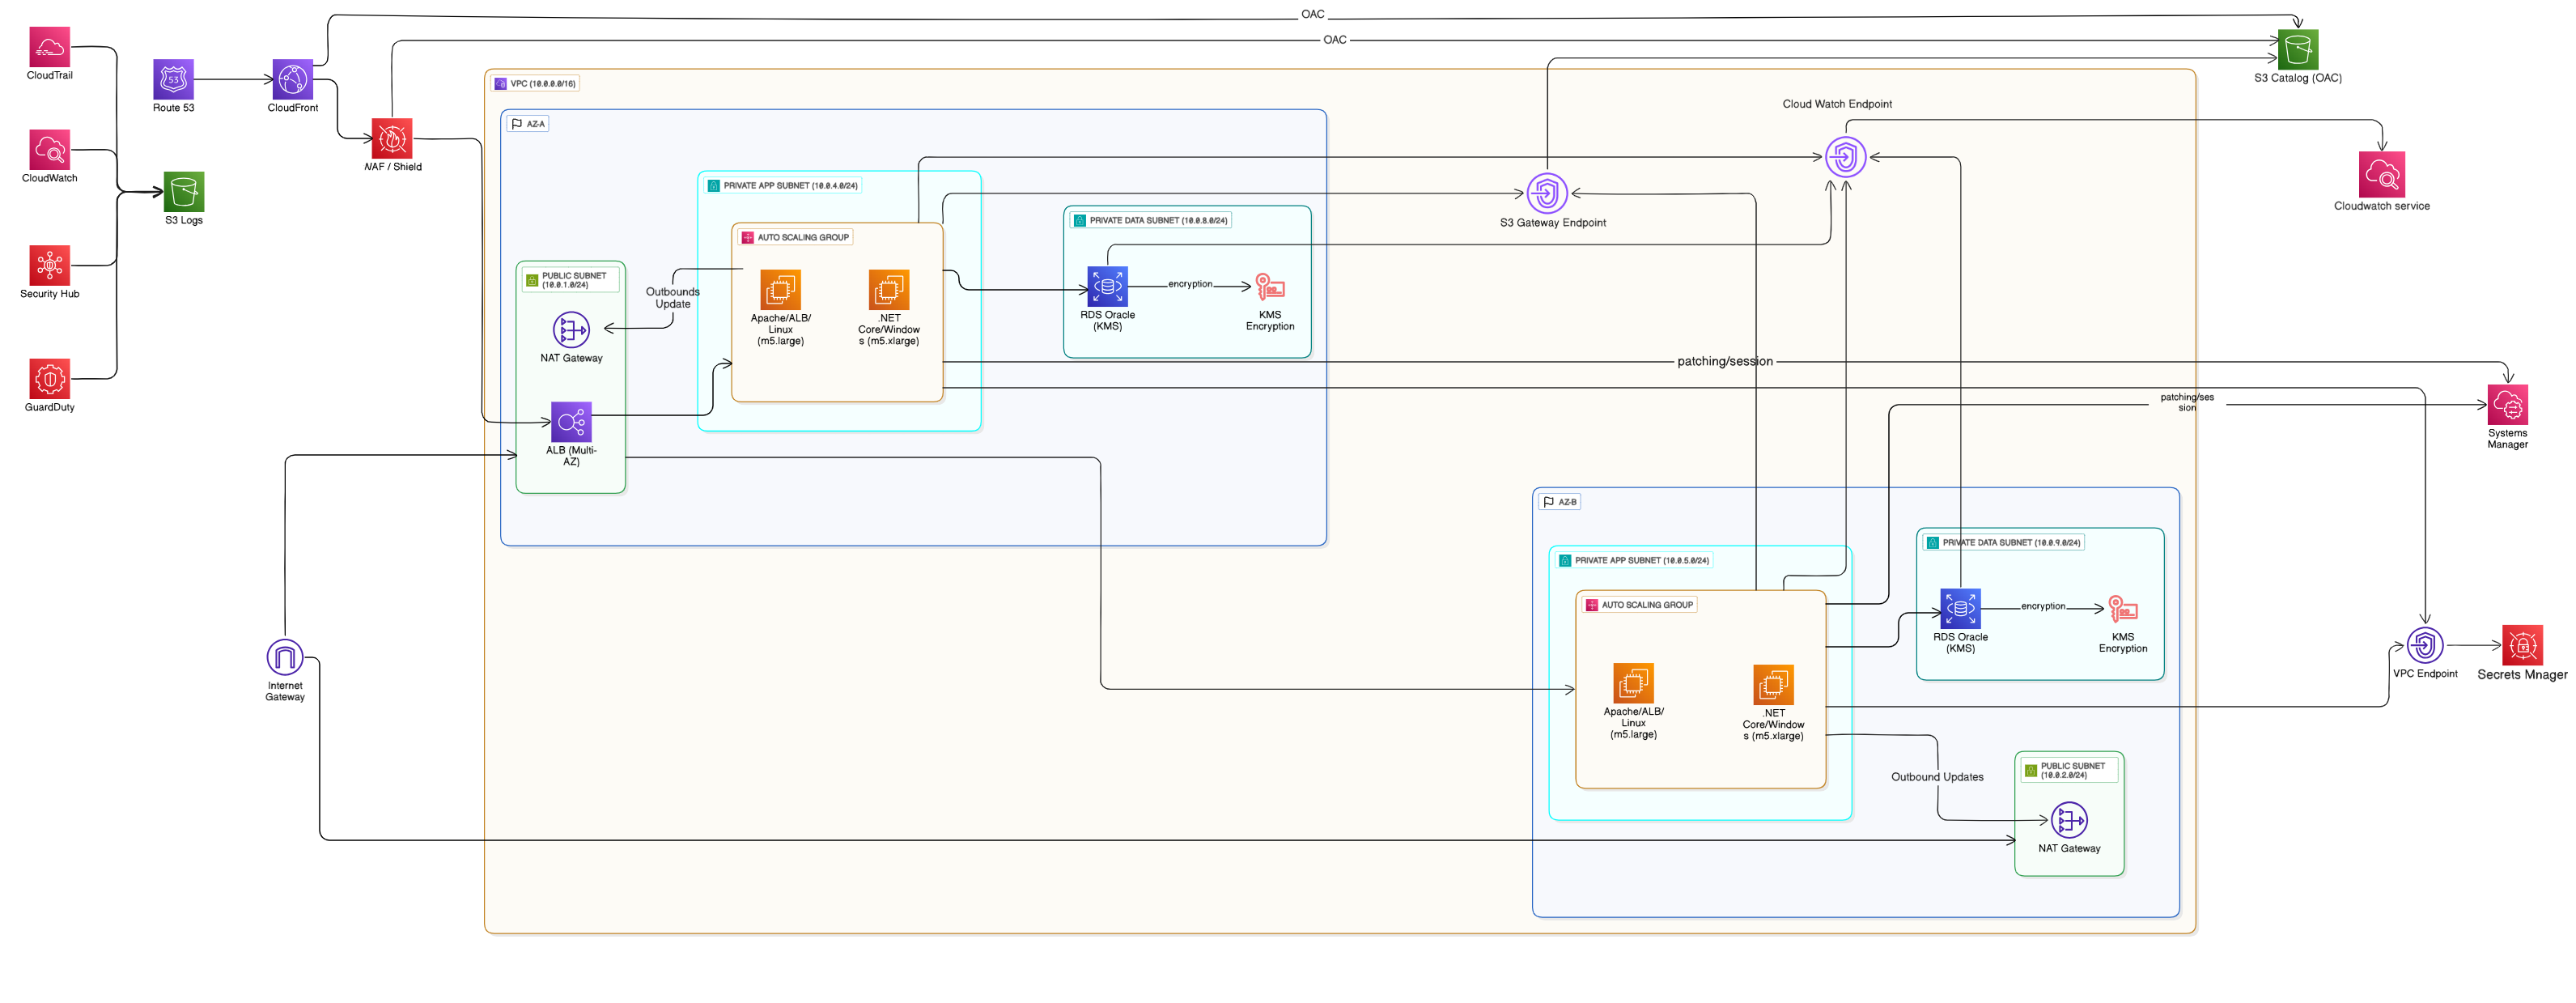 OAC
OAC
CloudTrail
Route 53
CloudFront
S3 Catalog (OAC)
VPC (10.0.0.0/16)
Cloud Watch Endpoint
AZ-A
CloudWatch
WAF / Shield
PRIVATE APP SUBNET (10.0.4.0/24)
S3 Logs
S3 Gateway Endpoint
Cloudwatch service
PRIVATE DATA SUBNET (10.0.8.0/24)
AUTO SCALING GROUP
PUBLIC SUBNET
(10.0.1.0/24)
Security Hub
Outbounds
Update
encryption
Apache/ALB/
Linux
(m5.large)
.NET
Core/Window
s (m5.xlarge)
RDS Oracle
(KMS)
KMS
Encryption
NAT Gateway
patching/session
GuardDuty
patching/ses
sion
Systems
Manager
ALB (Multi-
AZ)
AZ-B
PRIVATE DATA SUBNET (10.0.9.0/24)
PRIVATE APP SUBNET (10.0.5.0/24)
AUTO SCALING GROUP
encryption
RDS Oracle
(KMS)
KMS
Encryption
VPC Endpoint
Secrets Mnager
Internet
Gateway
Apache/ALB/
Linux
(m5.large)
.NET
Core/Window
s (m5.xlarge)
Outbound Updates
PUBLIC SUBNET
(10.0.2.0/24)
NAT Gateway